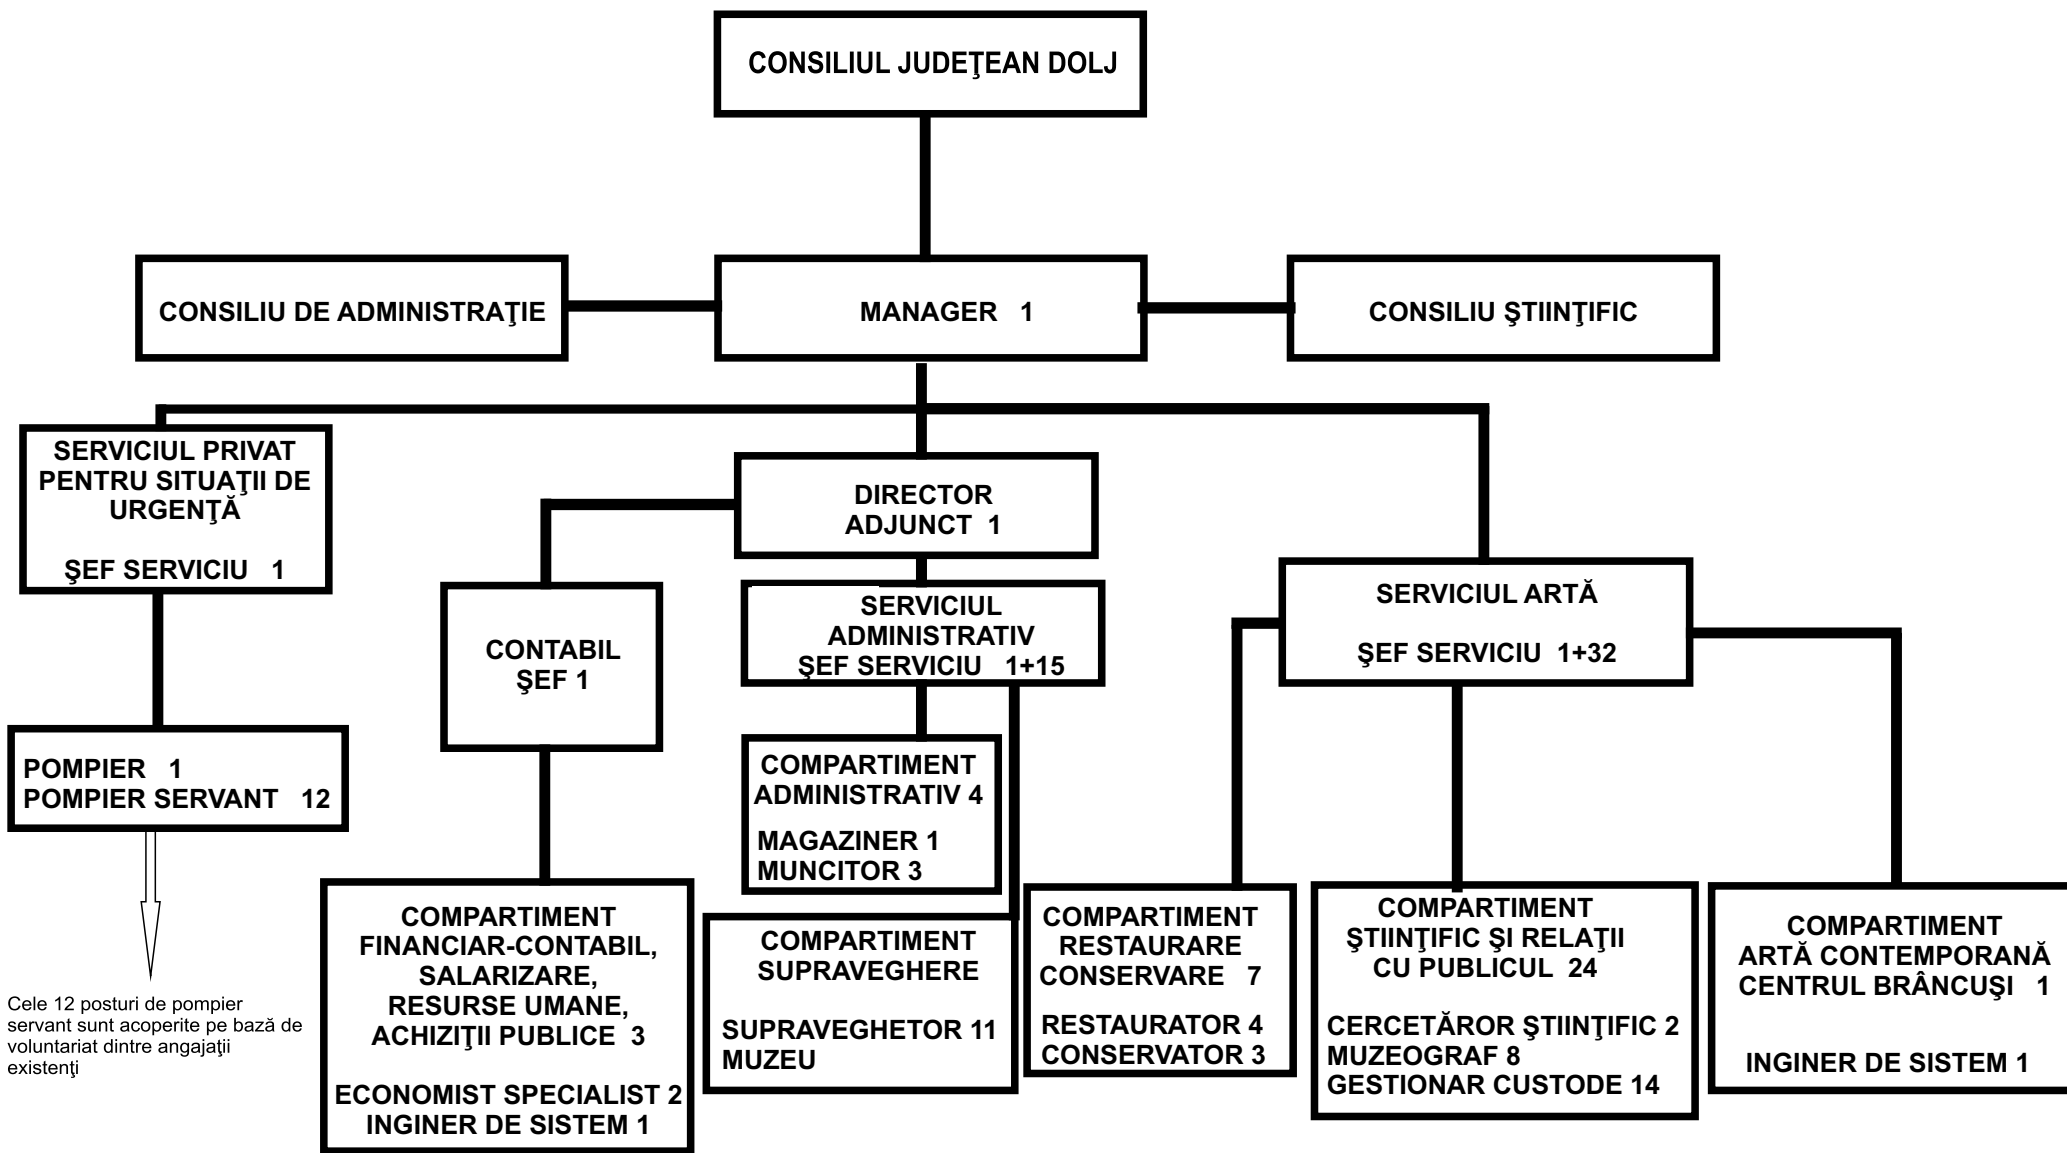 CONSILIUL JUDEŢEAN DOLJ
CONSILIU DE ADMINISTRAŢIE
MANAGER 1
CONSILIU ŞTIINŢIFIC
SERVICIUL PRIVAT
PENTRU SITUAŢII DE
URGENŢĂ
ŞEF SERVICIU 1
DIRECTOR
ADJUNCT 1
CONTABIL
ŞEF 1
SERVICIUL
ADMINISTRATIV
ŞEF SERVICIU 1+15
SERVICIUL ARTĂ
ŞEF SERVICIU 1+32
POMPIER 1
POMPIER SERVANT 12
Cele 12 posturi de pompier
servant sunt acoperite pe bază de
voluntariat dintre angajaţii
existenţi
COMPARTIMENT
FINANCIAR-CONTABIL,
SALARIZARE,
RESURSE UMANE,
ACHIZIŢII PUBLICE 3
ECONOMIST SPECIALIST 2
INGINER DE SISTEM 1
COMPARTIMENT
ADMINISTRATIV 4
MAGAZINER 1
MUNCITOR 3
COMPARTIMENT
SUPRAVEGHERE
SUPRAVEGHETOR 11
MUZEU
COMPARTIMENT
RESTAURARE
CONSERVARE 7
RESTAURATOR 4
CONSERVATOR 3
COMPARTIMENT
ŞTIINŢIFIC ŞI RELAŢII
CU PUBLICUL 24
CERCETĂROR ŞTIINŢIFIC 2
MUZEOGRAF 8
GESTIONAR CUSTODE 14
COMPARTIMENT
ARTĂ CONTEMPORANĂ
CENTRUL BRÂNCUŞI 1
INGINER DE SISTEM 1